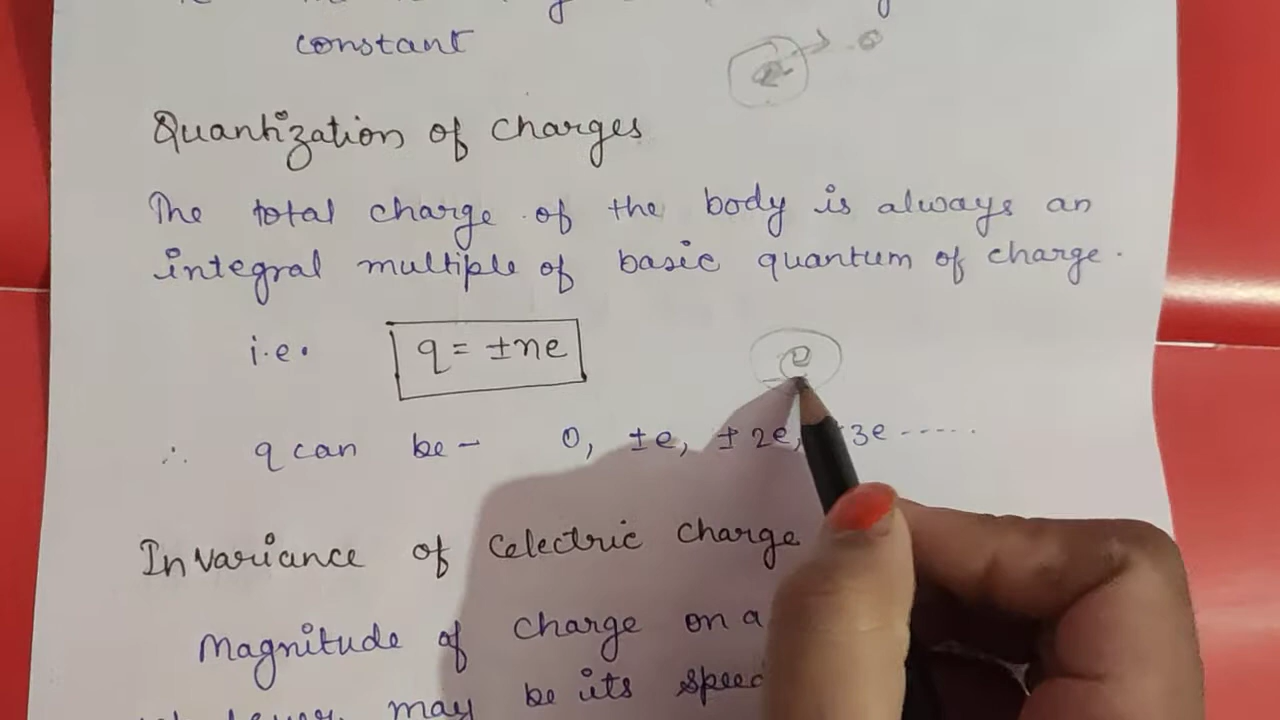 constant
Quantization of charges
The total charge of the body is always an
integral multiple of basic quantum of charge.
i.e. q = ±ne e
∴ q can be - 0, ±e, ±2e, 3e -----
Invariance of Celectric charge
Magnitude of charge on a
may be its speed